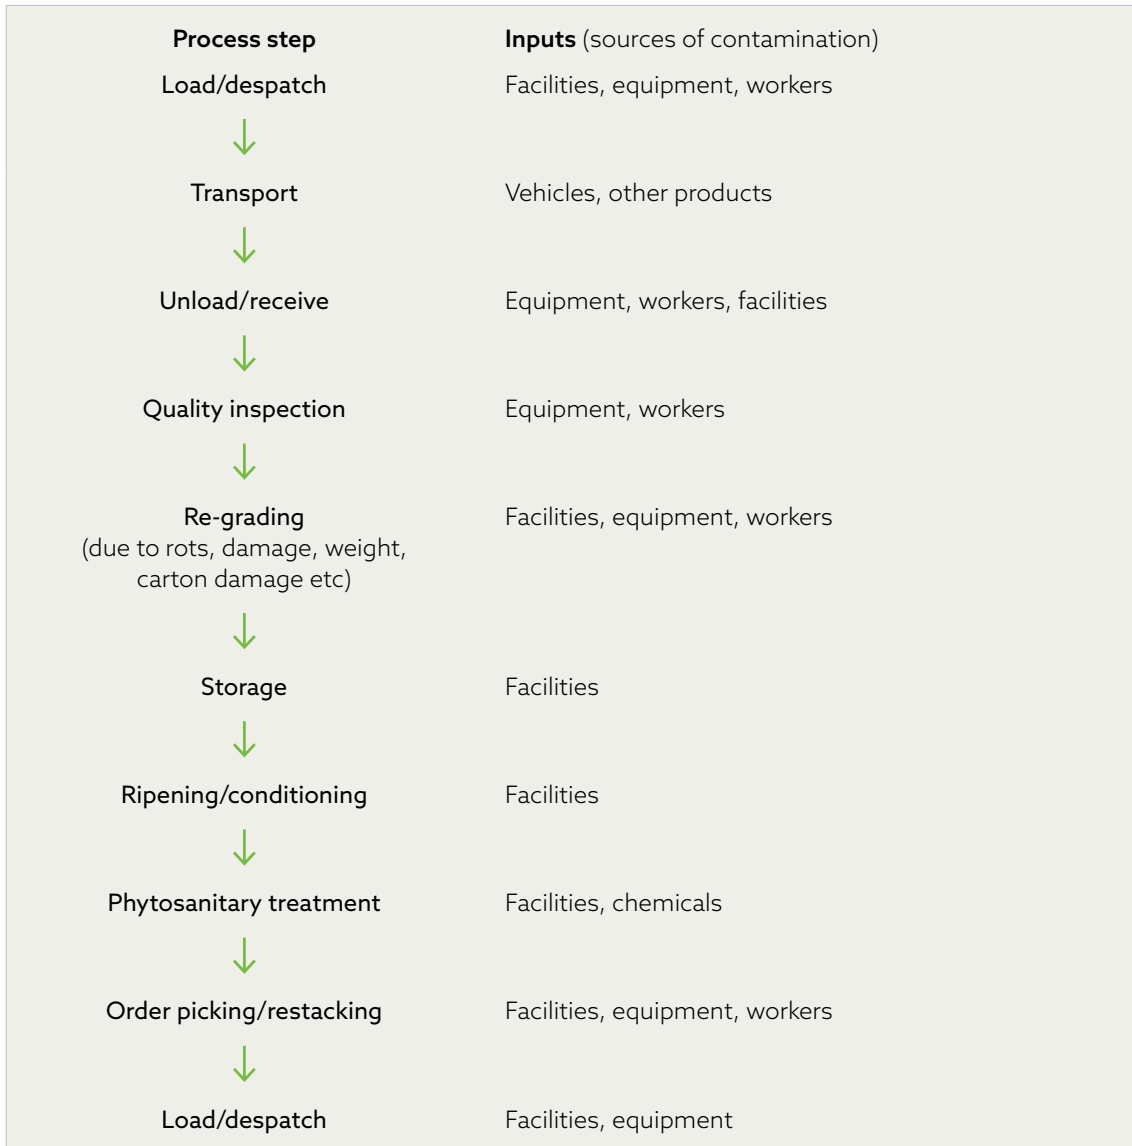 Process step Inputs (sources of contamination)
Load/despatch Facilities, equipment, workers
Transport Vehicles, other products
Unload/receive Equipment, workers, facilities
Quality inspection Equipment, workers
Re-grading Facilities, equipment, workers
(due to rots, damage, weight,
carton damage etc)
Storage Facilities
Ripening/conditioning Facilities
Phytosanitary treatment Facilities, chemicals
Order picking/restacking Facilities, equipment, workers
Load/despatch Facilities, equipment